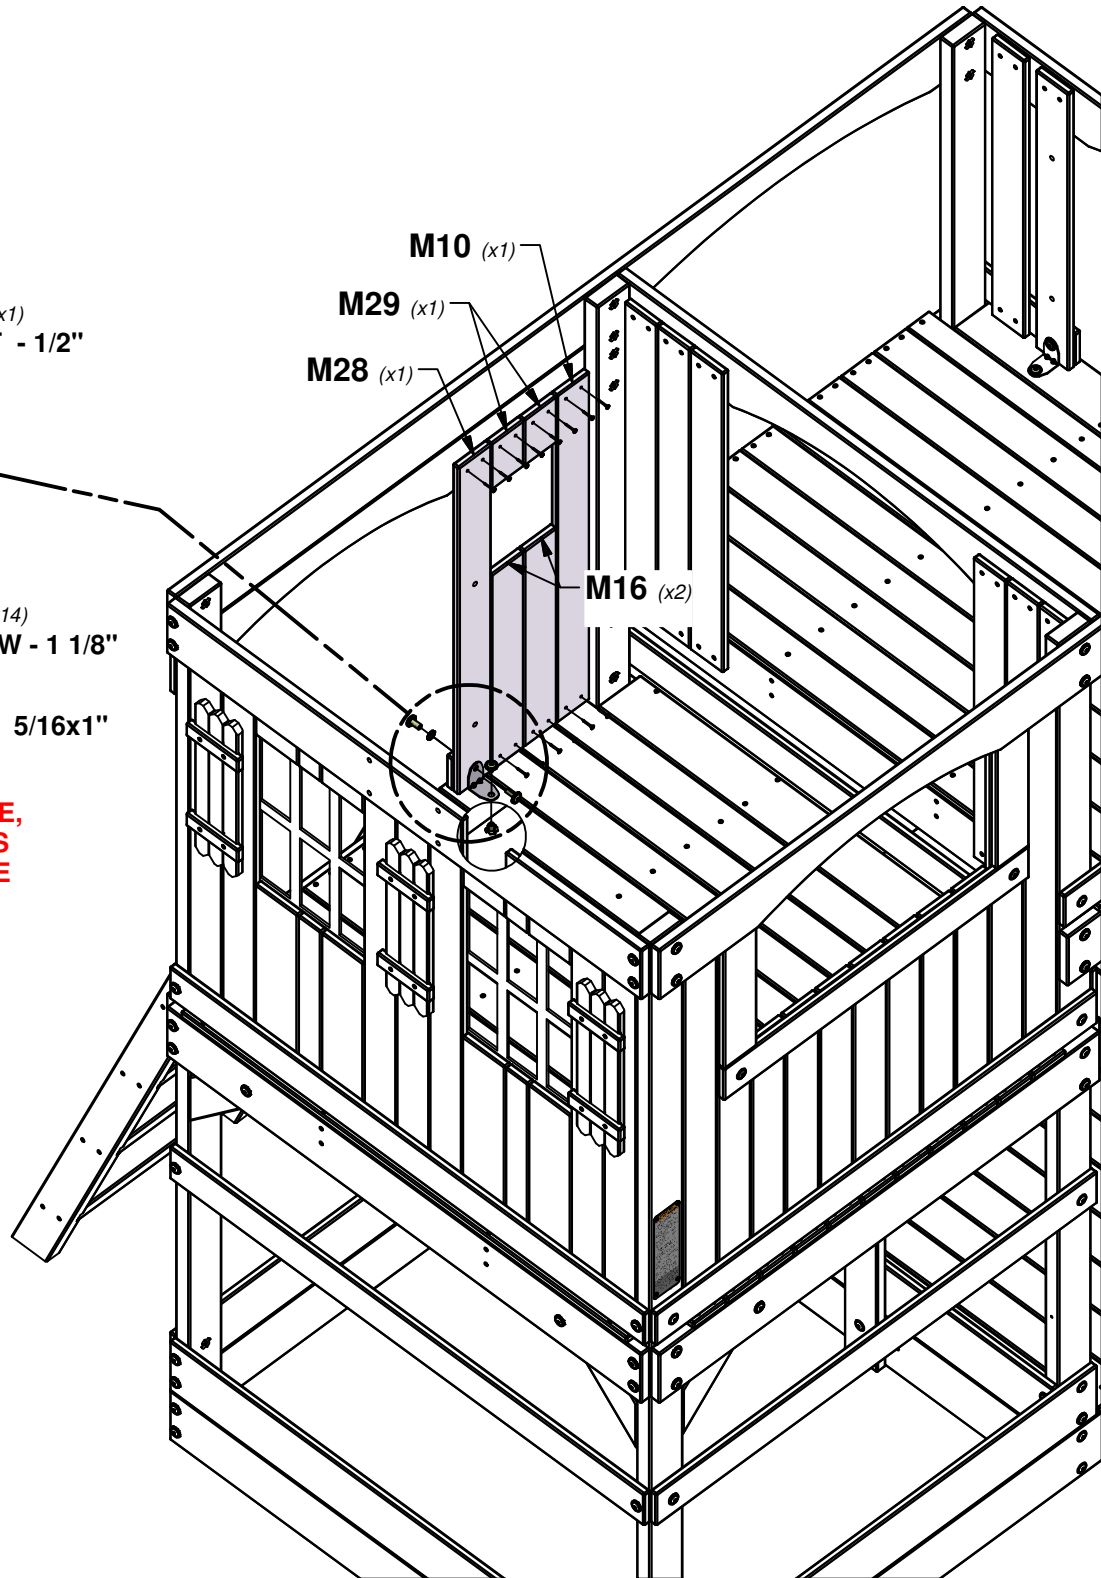 M10 (x1)
M29 (x1)
x1)
- 1/2"
M28 (x1)
M16 (x2)
14)
W - 1 1/8"
5/16x1"
E,
S
E